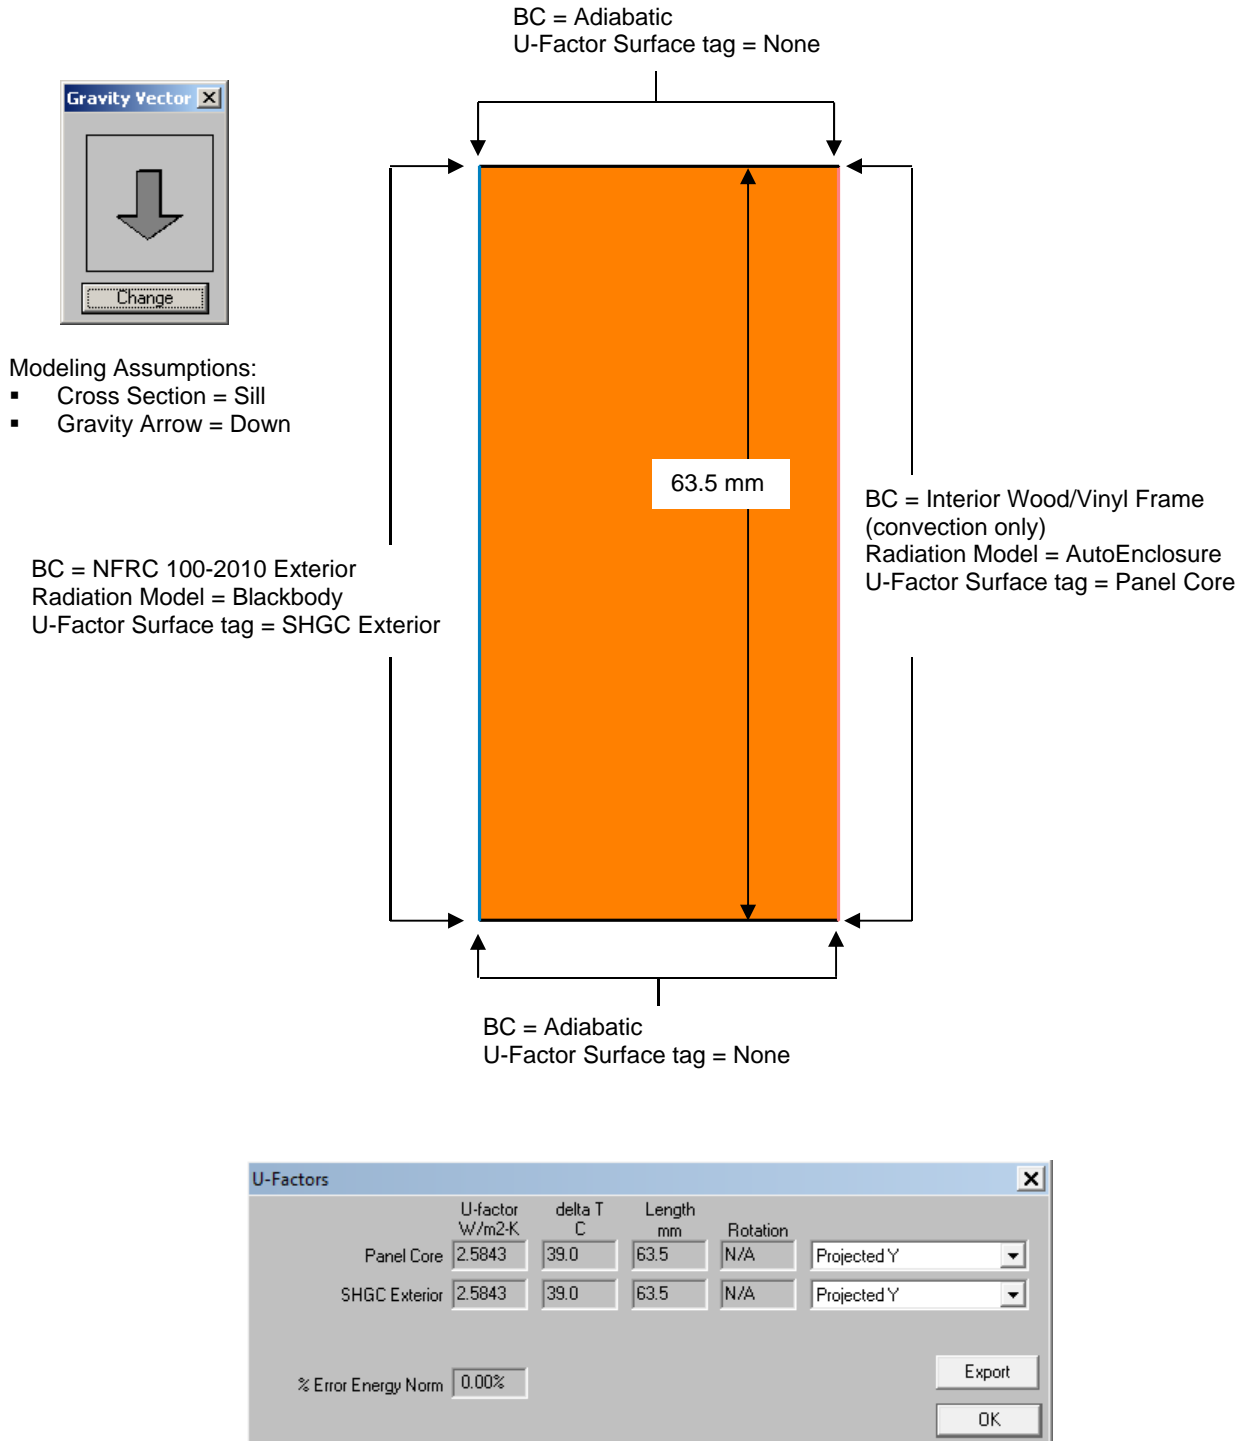 BC = Adiabatic
U-Factor Surface tag = None
Gravity Vector
Change
Modeling Assumptions:
▪ Cross Section = Sill
▪ Gravity Arrow = Down
63.5 mm
BC = Interior Wood/Vinyl Frame
(convection only)
Radiation Model = AutoEnclosure
U-Factor Surface tag = Panel Core
BC = NFRC 100-2010 Exterior
Radiation Model = Blackbody
U-Factor Surface tag = SHGC Exterior
BC = Adiabatic
U-Factor Surface tag = None
U-Factors
U-factor delta T Length
W/m2-K C mm Rotation
Panel Core 2.5843 39.0 63.5 N/A Projected Y
SHGC Exterior 2.5843 39.0 63.5 N/A Projected Y
% Error Energy Norm 0.00%
Export
OK